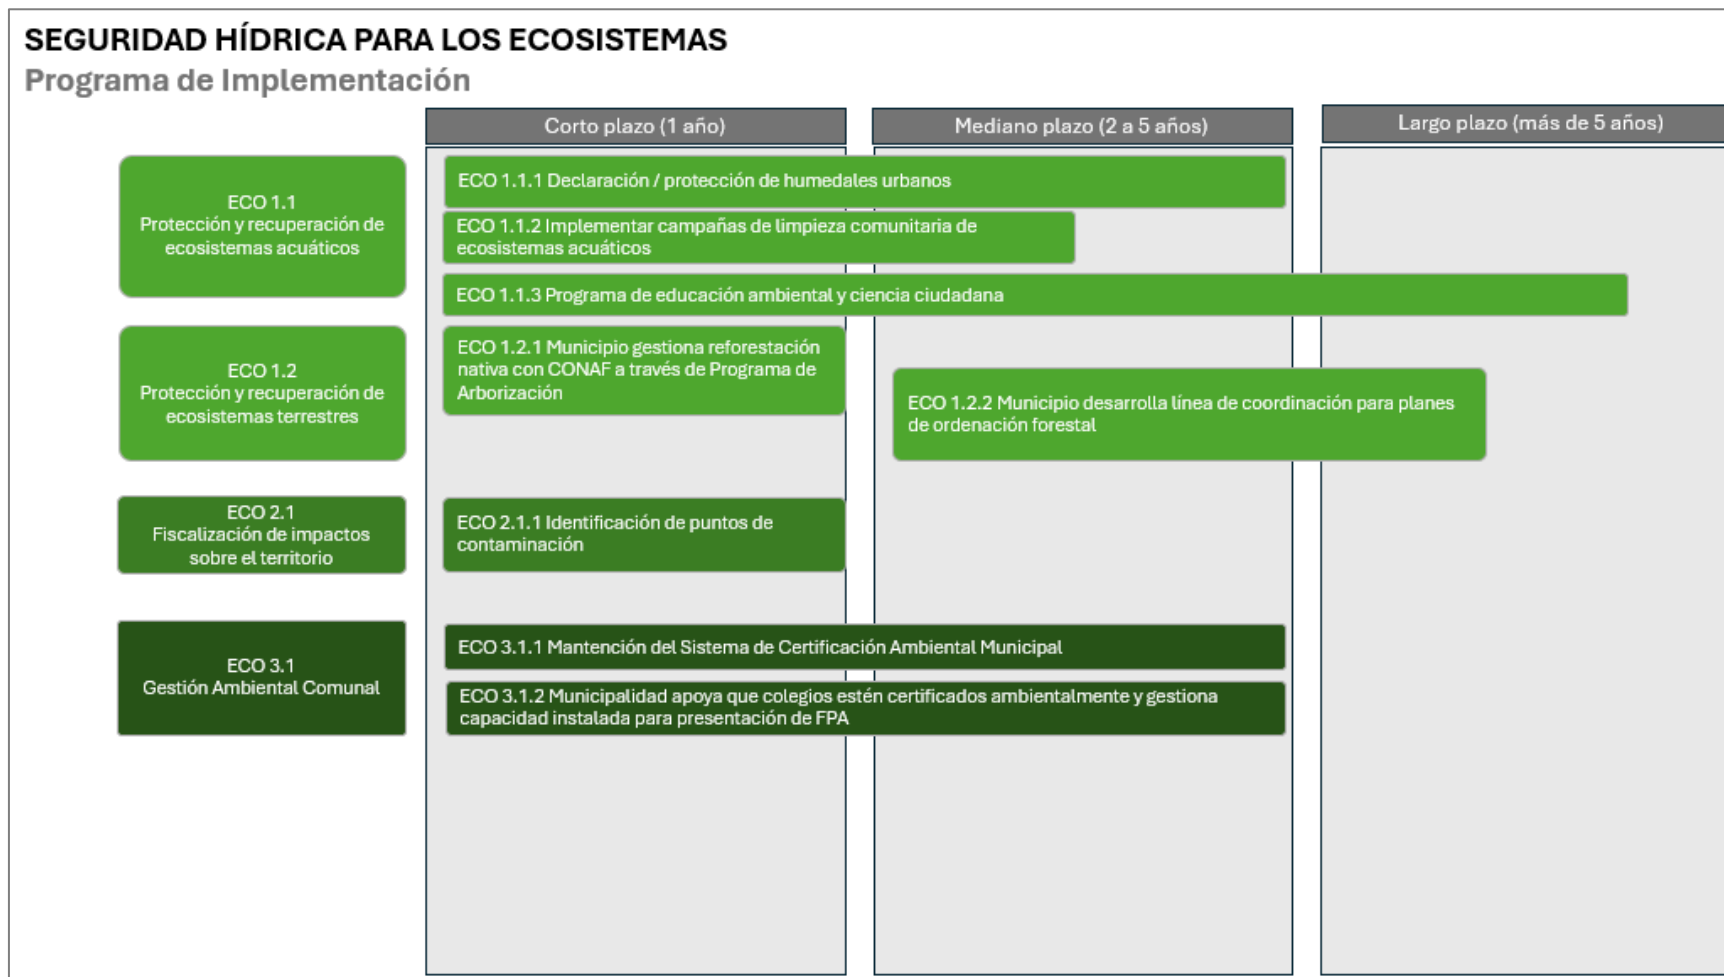 SEGURIDAD HÍDRICA PARA LOS ECOSISTEMAS
Programa de Implementación
Corto plazo (1 año)
Mediano plazo (2 a 5 años)
Largo plazo (más de 5 años)
ECO 1.1
Protección y recuperación de
ecosistemas acuáticos
ECO 1.1.1 Declaración / protección de humedales urbanos
ECO 1.1.2 Implementar campañas de limpieza comunitaria de
ecosistemas acuáticos
ECO 1.1.3 Programa de educación ambiental y ciencia ciudadana
ECO 1.2
Protección y recuperación de
ecosistemas terrestres
ECO 1.2.1 Municipio gestiona reforestación
nativa con CONAF a través de Programa de
Arborización
ECO 1.2.2 Municipio desarrolla línea de coordinación para planes
de ordenación forestal
ECO 2.1
Fiscalización de impactos
sobre el territorio
ECO 2.1.1 Identificación de puntos de
contaminación
ECO 3.1
Gestión Ambiental Comunal
ECO 3.1.1 Mantención del Sistema de Certificación Ambiental Municipal
ECO 3.1.2 Municipalidad apoya que colegios estén certificados ambientalmente y gestiona
capacidad instalada para presentación de FPA